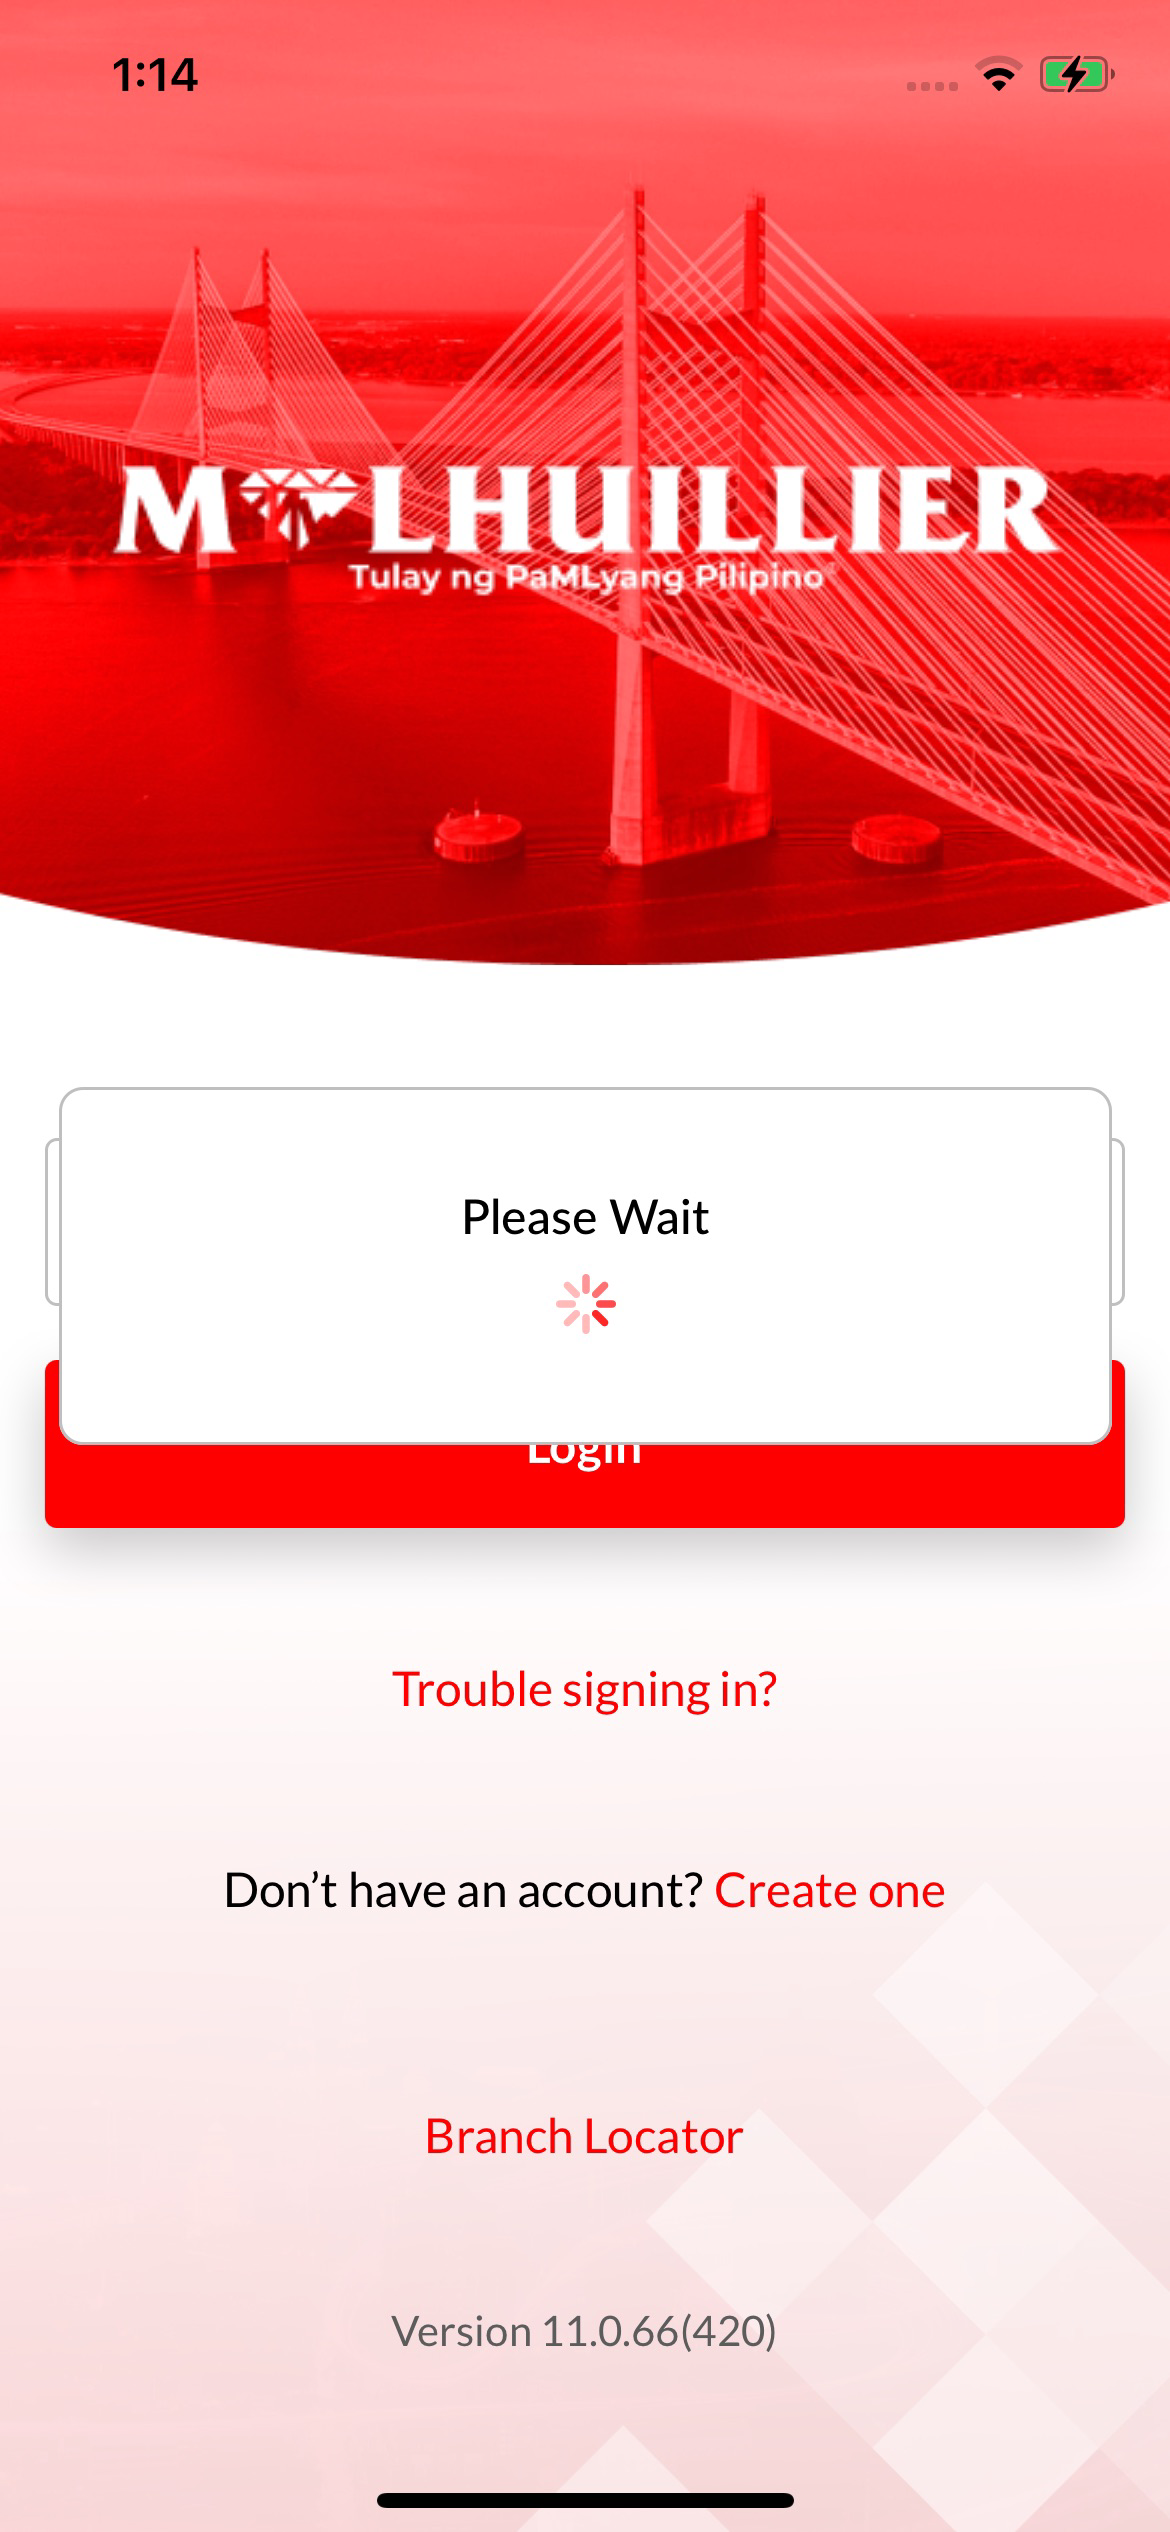 1:14
M LHUILLIER
Tulay ng PaMLyang Pilipino
Please Wait
Login
Trouble signing in?
Don’t have an account? Create one
Branch Locator
Version 11.0.66(420)